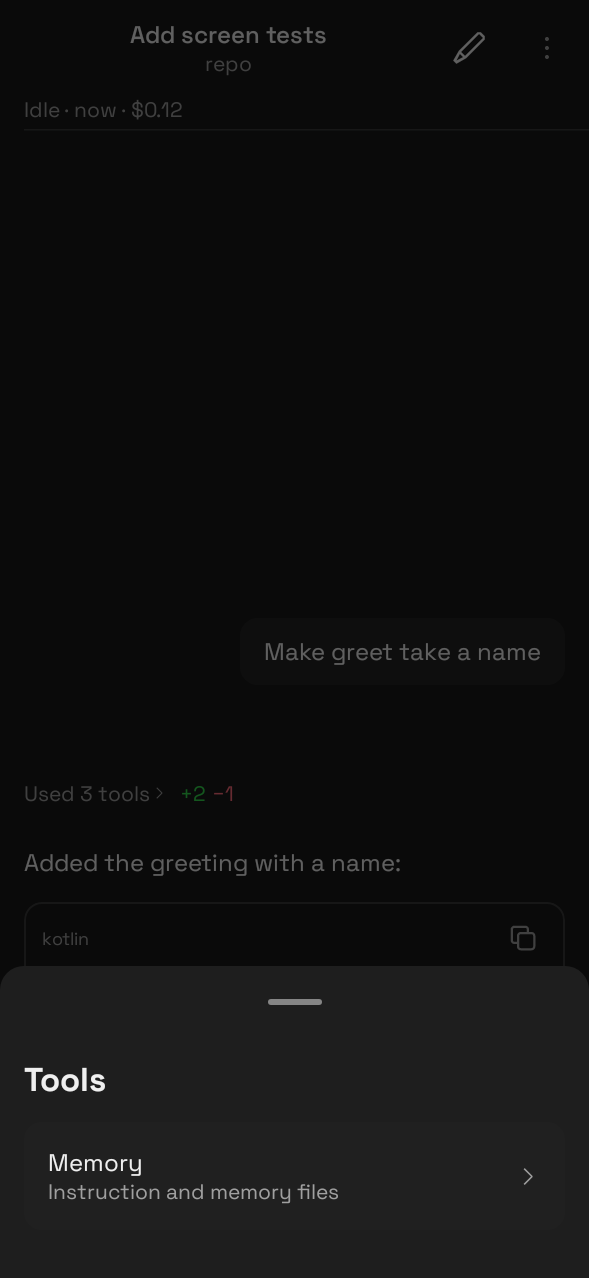 Add screen tests
repo
Idle · now · $0.12
Make greet take a name
Used 3 tools > +2 −1
Added the greeting with a name:
kotlin
Tools
Memory
Instruction and memory files